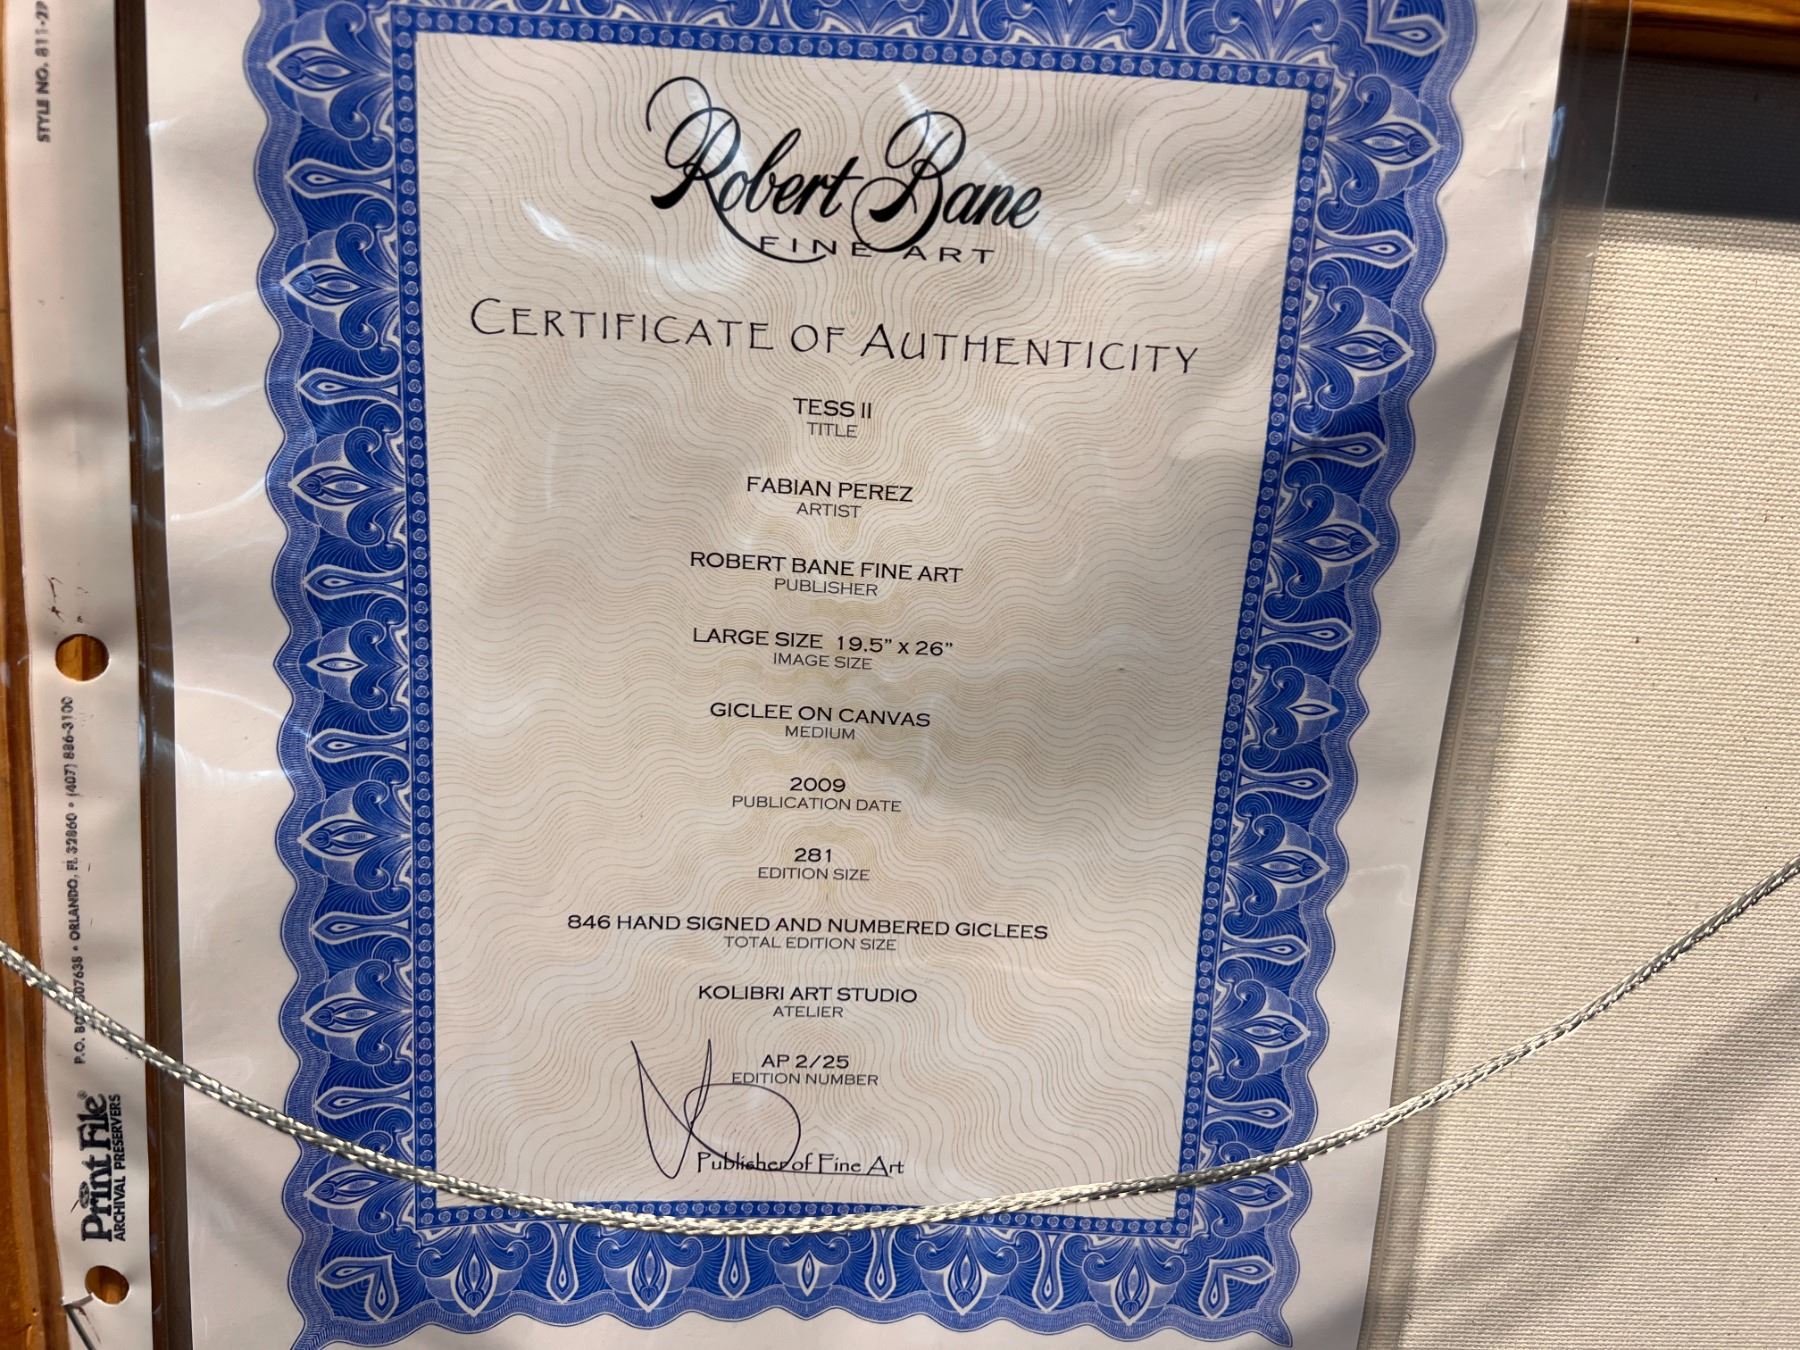 STYLE NO. 811-2P
Robert Bane
FINE ART
CERTIFICATE OF AUTHENTICITY
TESS II
TITLE
FABIAN PEREZ
ARTIST
ROBERT BANE FINE ART
PUBLISHER
LARGE SIZE 19.5" x 26"
IMAGE SIZE
GICLEE ON CANVAS
MEDIUM
2009
PUBLICATION DATE
281
EDITION SIZE
846 HAND SIGNED AND NUMBERED GICLEES
TOTAL EDITION SIZE
KOLIBRI ART STUDIO
ATELIER
AP 2/25
EDITION NUMBER
Publisher of Fine Art
P.O. 07638 • ORLANDO, FL 32860 • (407) 886-3100
Print File®
ARCHIVAL PRESERVERS